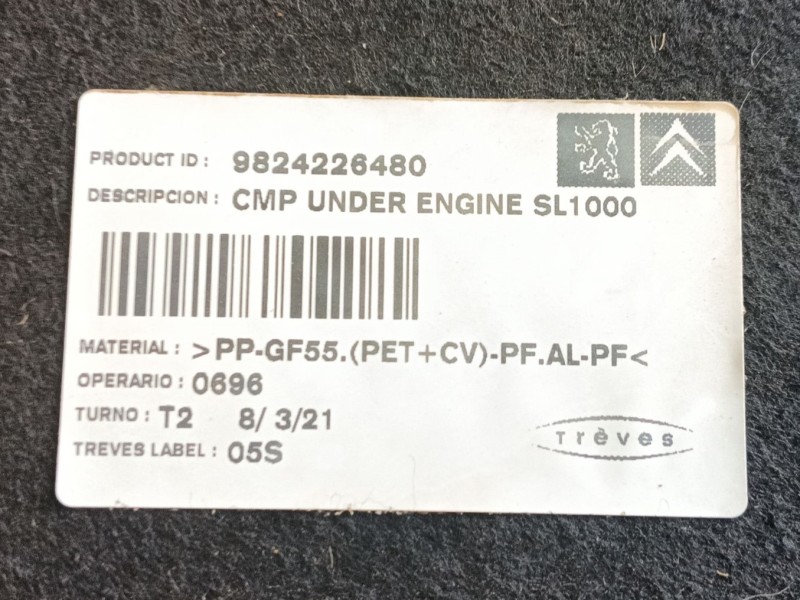 PRODUCT ID : 9824226480
DESCRIPCION : CMP UNDER ENGINE SL1000
MATERIAL : >PP-GF55.(PET+CV)-PF.AL-PF<
OPERARIO : 0696
TURNO : T2 8/ 3/21
TREVES LABEL : 05S
Trèves